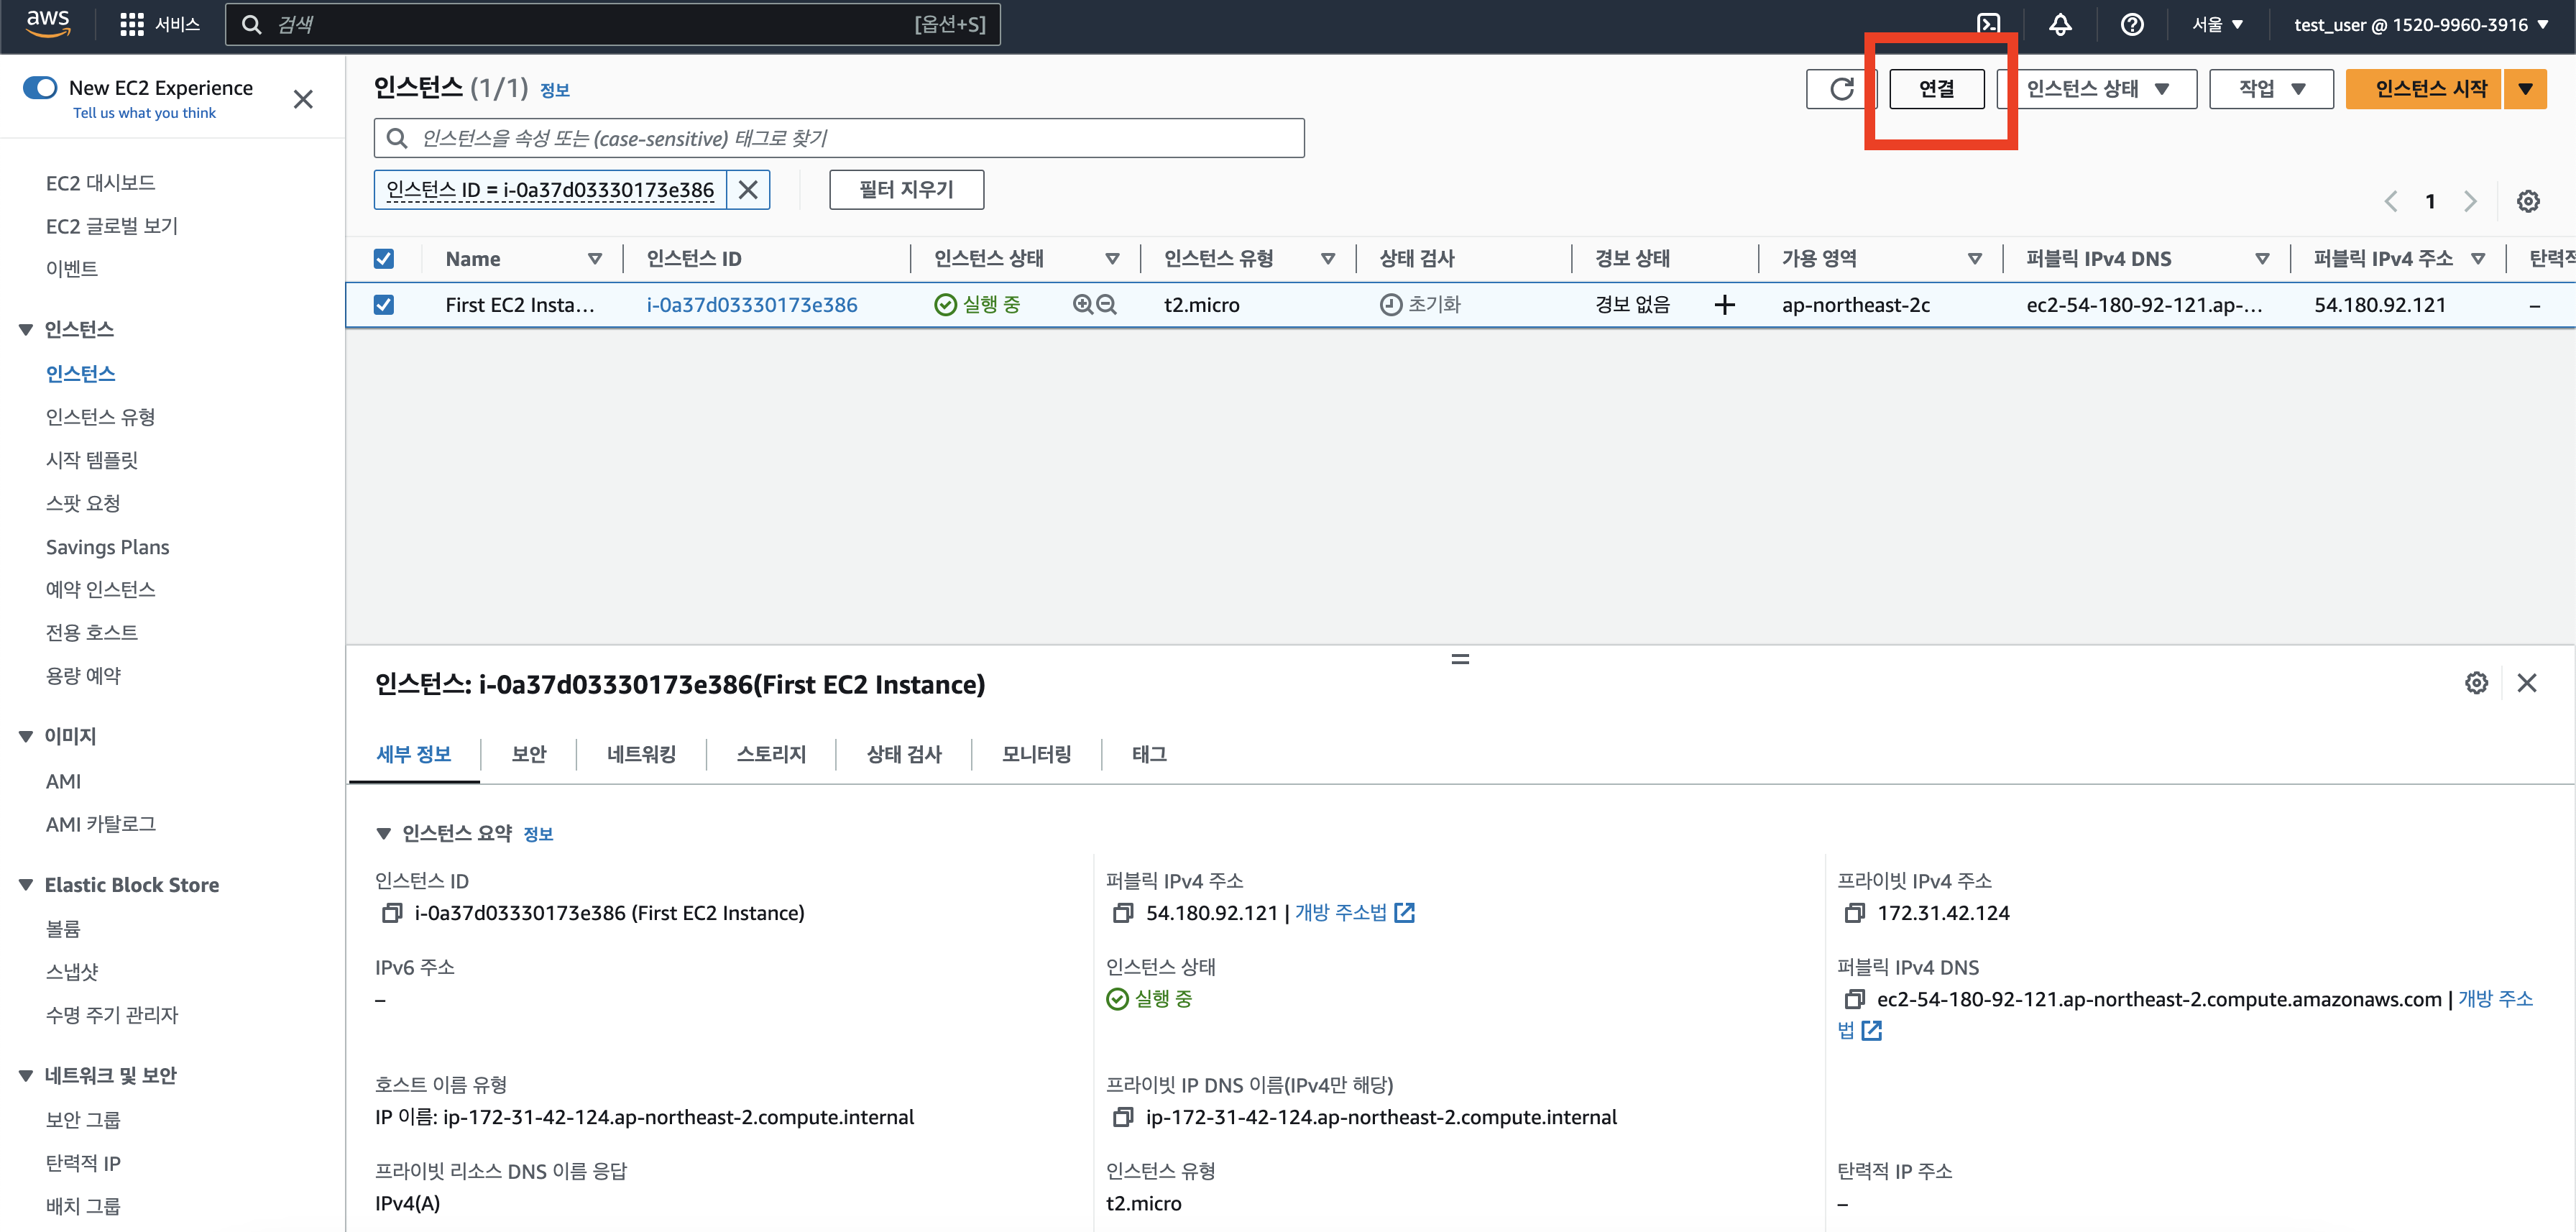 aws
서비스
검색
[옵션+S]
서울
test_user @ 1520-9960-3916
New EC2 Experience
Tell us what you think
EC2 대시보드
EC2 글로벌 보기
이벤트
인스턴스
인스턴스
인스턴스 유형
시작 템플릿
스팟 요청
Savings Plans
예약 인스턴스
전용 호스트
용량 예약
이미지
AMI
AMI 카탈로그
Elastic Block Store
볼륨
스냅샷
수명 주기 관리자
네트워크 및 보안
보안 그룹
탄력적 IP
배치 그룹
인스턴스 (1/1) 정보
연결
인스턴스 상태
작업
인스턴스 시작
인스턴스을 속성 또는 (case-sensitive) 태그로 찾기
인스턴스 ID = i-0a37d03330173e386
필터 지우기
1
Name 인스턴스 ID 인스턴스 상태 인스턴스 유형 상태 검사 경보 상태 가용 영역 퍼블릭 IPv4 DNS 퍼블릭 IPv4 주소
First EC2 Insta... i-0a37d03330173e386 실행 중 t2.micro 초기화 경보 없음 + ap-northeast-2c ec2-54-180-92-121.ap-... 54.180.92.121 –
인스턴스: i-0a37d03330173e386(First EC2 Instance)
세부 정보 보안 네트워킹 스토리지 상태 검사 모니터링 태그
인스턴스 요약 정보
인스턴스 ID
i-0a37d03330173e386 (First EC2 Instance)
퍼블릭 IPv4 주소
54.180.92.121 | 개방 주소법
프라이빗 IPv4 주소
172.31.42.124
IPv6 주소
–
인스턴스 상태
실행 중
퍼블릭 IPv4 DNS
ec2-54-180-92-121.ap-northeast-2.compute.amazonaws.com | 개방 주소
법
호스트 이름 유형
IP 이름: ip-172-31-42-124.ap-northeast-2.compute.internal
프라이빗 IP DNS 이름(IPv4만 해당)
ip-172-31-42-124.ap-northeast-2.compute.internal
프라이빗 리소스 DNS 이름 응답
IPv4(A)
인스턴스 유형
t2.micro
탄력적 IP 주소
–